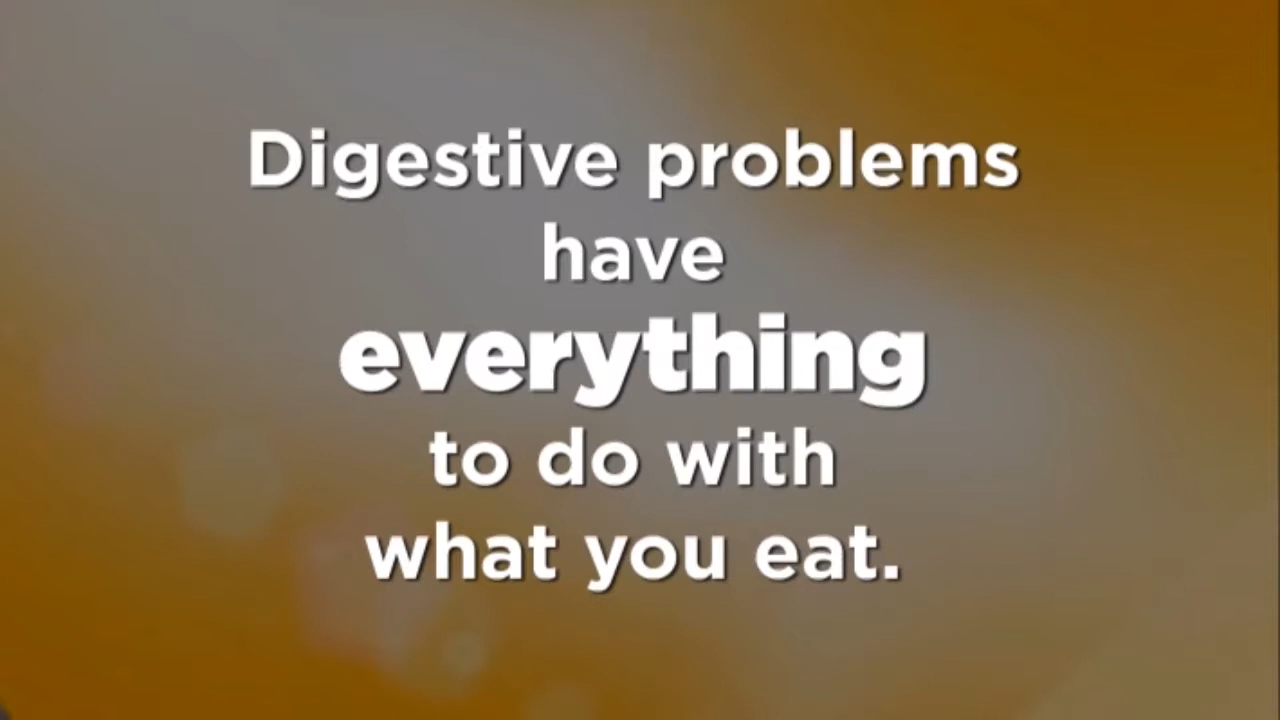 Digestive problems
have
everything
to do with
what you eat.